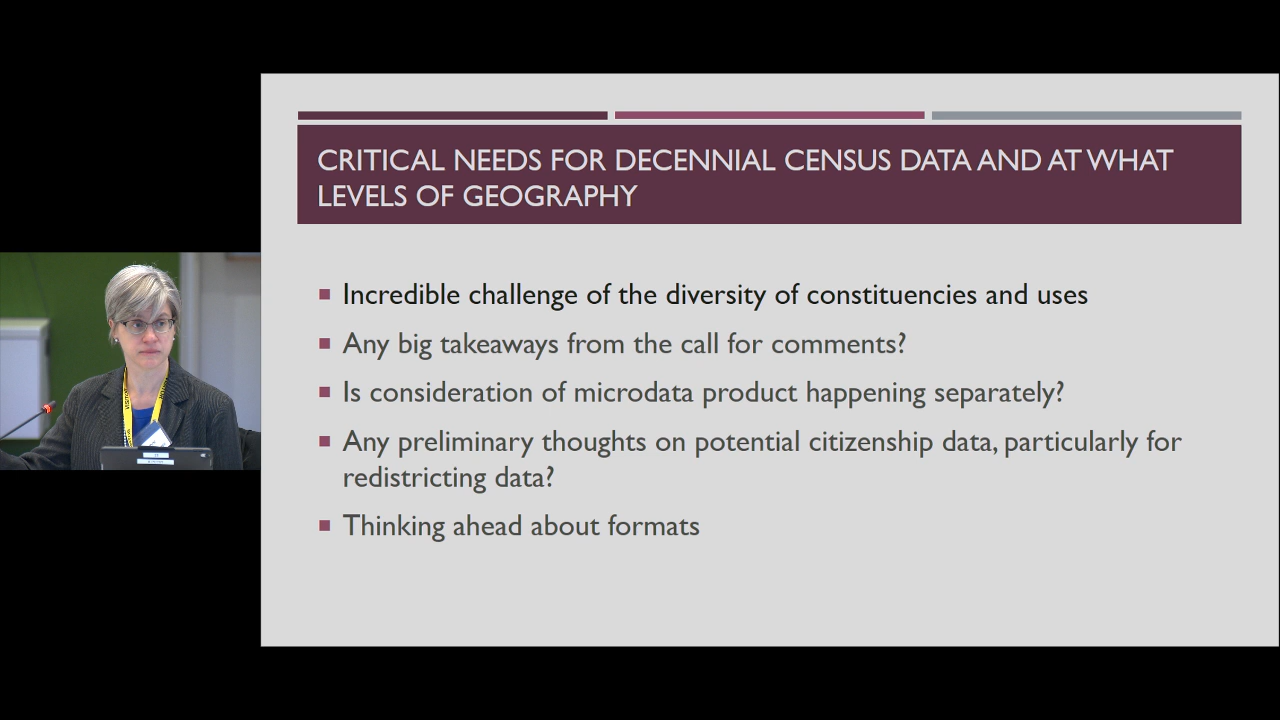 CRITICAL NEEDS FOR DECENNIAL CENSUS DATA AND AT WHAT
LEVELS OF GEOGRAPHY
Incredible challenge of the diversity of constituencies and uses
Any big takeaways from the call for comments?
Is consideration of microdata product happening separately?
Any preliminary thoughts on potential citizenship data, particularly for
redistricting data?
Thinking ahead about formats